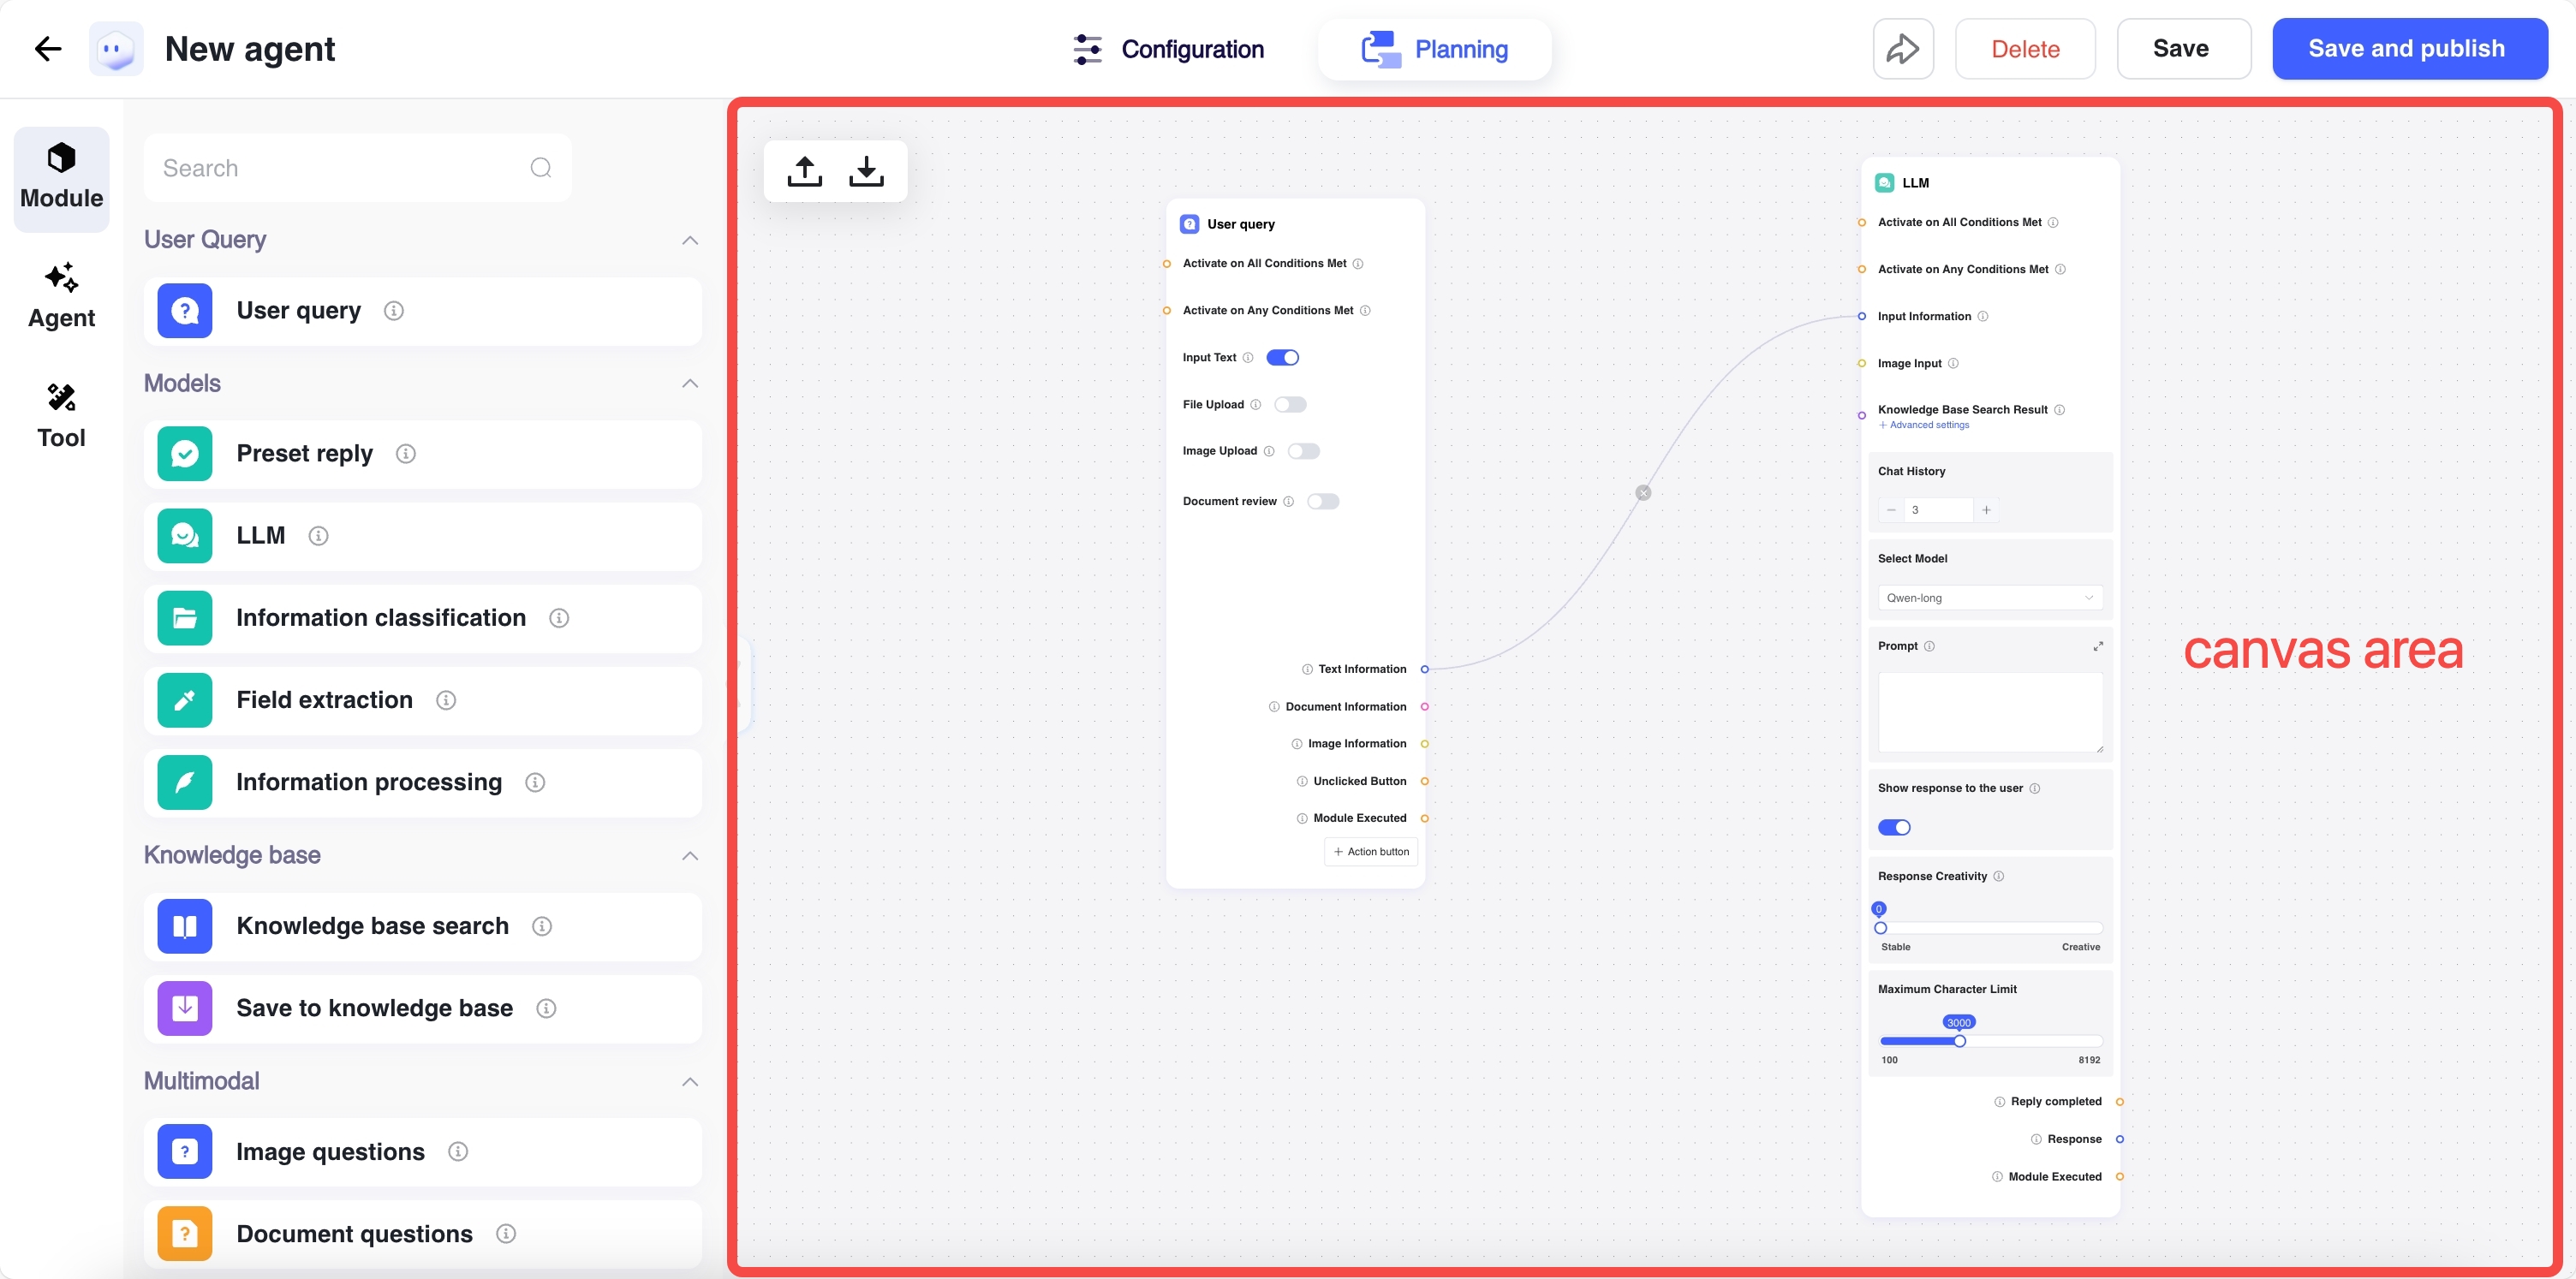 New agent
Configuration
Planning
Delete
Save
Save and publish
Module
Agent
Tool
Search
User Query
User query
Models
Preset reply
LLM
Information classification
Field extraction
Information processing
Knowledge base
Knowledge base search
Save to knowledge base
Multimodal
Image questions
Document questions
User query
Activate on All Conditions Met
Activate on Any Conditions Met
Input Text
File Upload
Image Upload
Document review
Text Information
Document Information
Image Information
Unclicked Button
Module Executed
+ Action button
LLM
Activate on All Conditions Met
Activate on Any Conditions Met
Input Information
Image Input
Knowledge Base Search Result
+ Advanced settings
Chat History
3
Select Model
Qwen-long
Prompt
Show response to the user
Response Creativity
0
Stable Creative
Maximum Character Limit
3000
100 8192
Reply completed
Response
Module Executed
canvas area